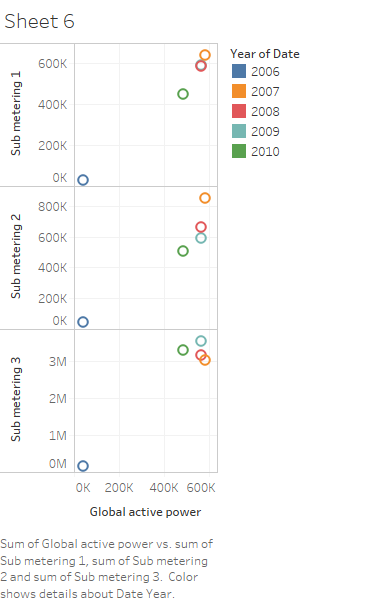 Sheet 6
Year of Date
2006
2007
2008
2009
2010
Sub metering 1
600K
400K
200K
0K
Sub metering 2
800K
600K
400K
200K
0K
Sub metering 3
3M
2M
1M
0M
0K 200K 400K 600K
Global active power
Sum of Global active power vs. sum of
Sub metering 1, sum of Sub metering
2 and sum of Sub metering 3. Color
shows details about Date Year.